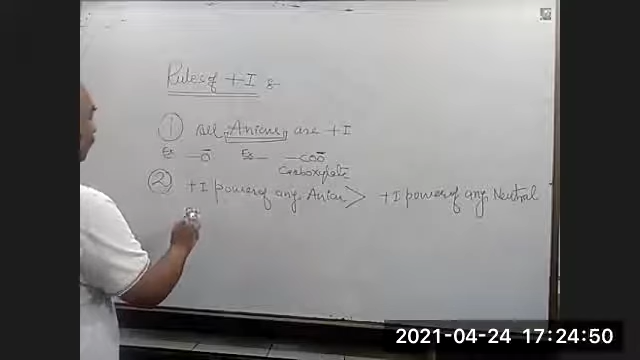 Rules of +I :-
① All "Anions" are +I
Ex —Ō Ex — —COŌ
Carboxylate
② +I power of any Anion > +I power of any Neutral
2021-04-24 17:24:50